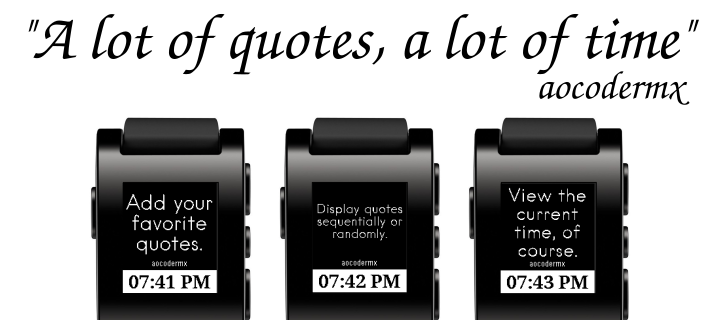 "A lot of quotes, a lot of time"
aocodermx
Add your
favorite
quotes.
aocodermx
07:41 PM
Display quotes
sequentially or
randomly.
aocodermx
07:42 PM
View the
current
time, of
course.
aocodermx
07:43 PM